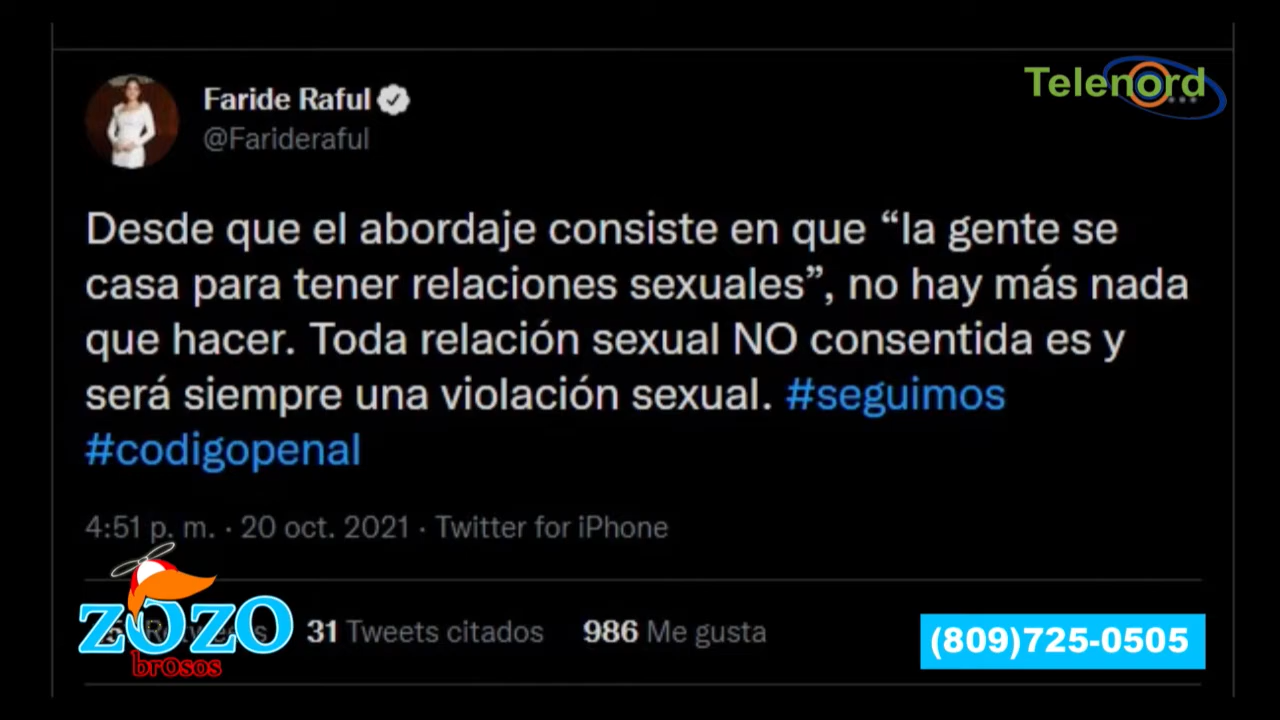 Faride Raful
Telenord
@Farideraful
Desde que el abordaje consiste en que “la gente se
casa para tener relaciones sexuales”, no hay más nada
que hacer. Toda relación sexual NO consentida es y
será siempre una violación sexual. #seguimos
#codigopenal
4:51 p. m. · 20 oct. 2021 · Twitter for iPhone
31 Tweets citados 986 Me gusta
zozo
brosos
(809)725-0505